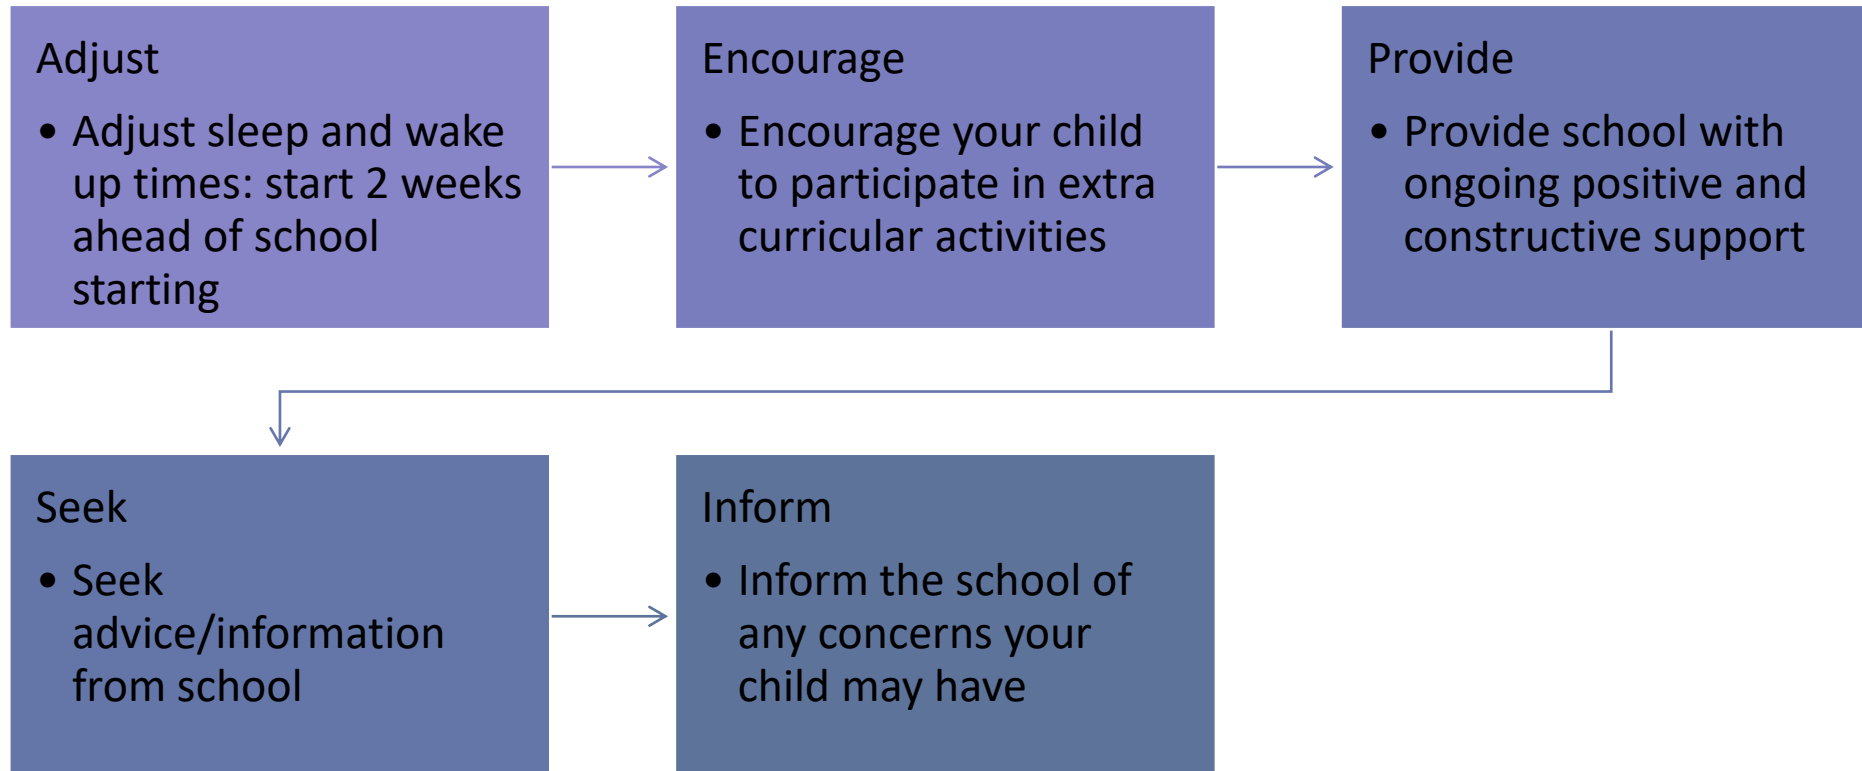 Adjust
• Adjust sleep and wake
up times: start 2 weeks
ahead of school
starting
Encourage
• Encourage your child
to participate in extra
curricular activities
Provide
• Provide school with
ongoing positive and
constructive support
Seek
• Seek
advice/information
from school
Inform
• Inform the school of
any concerns your
child may have